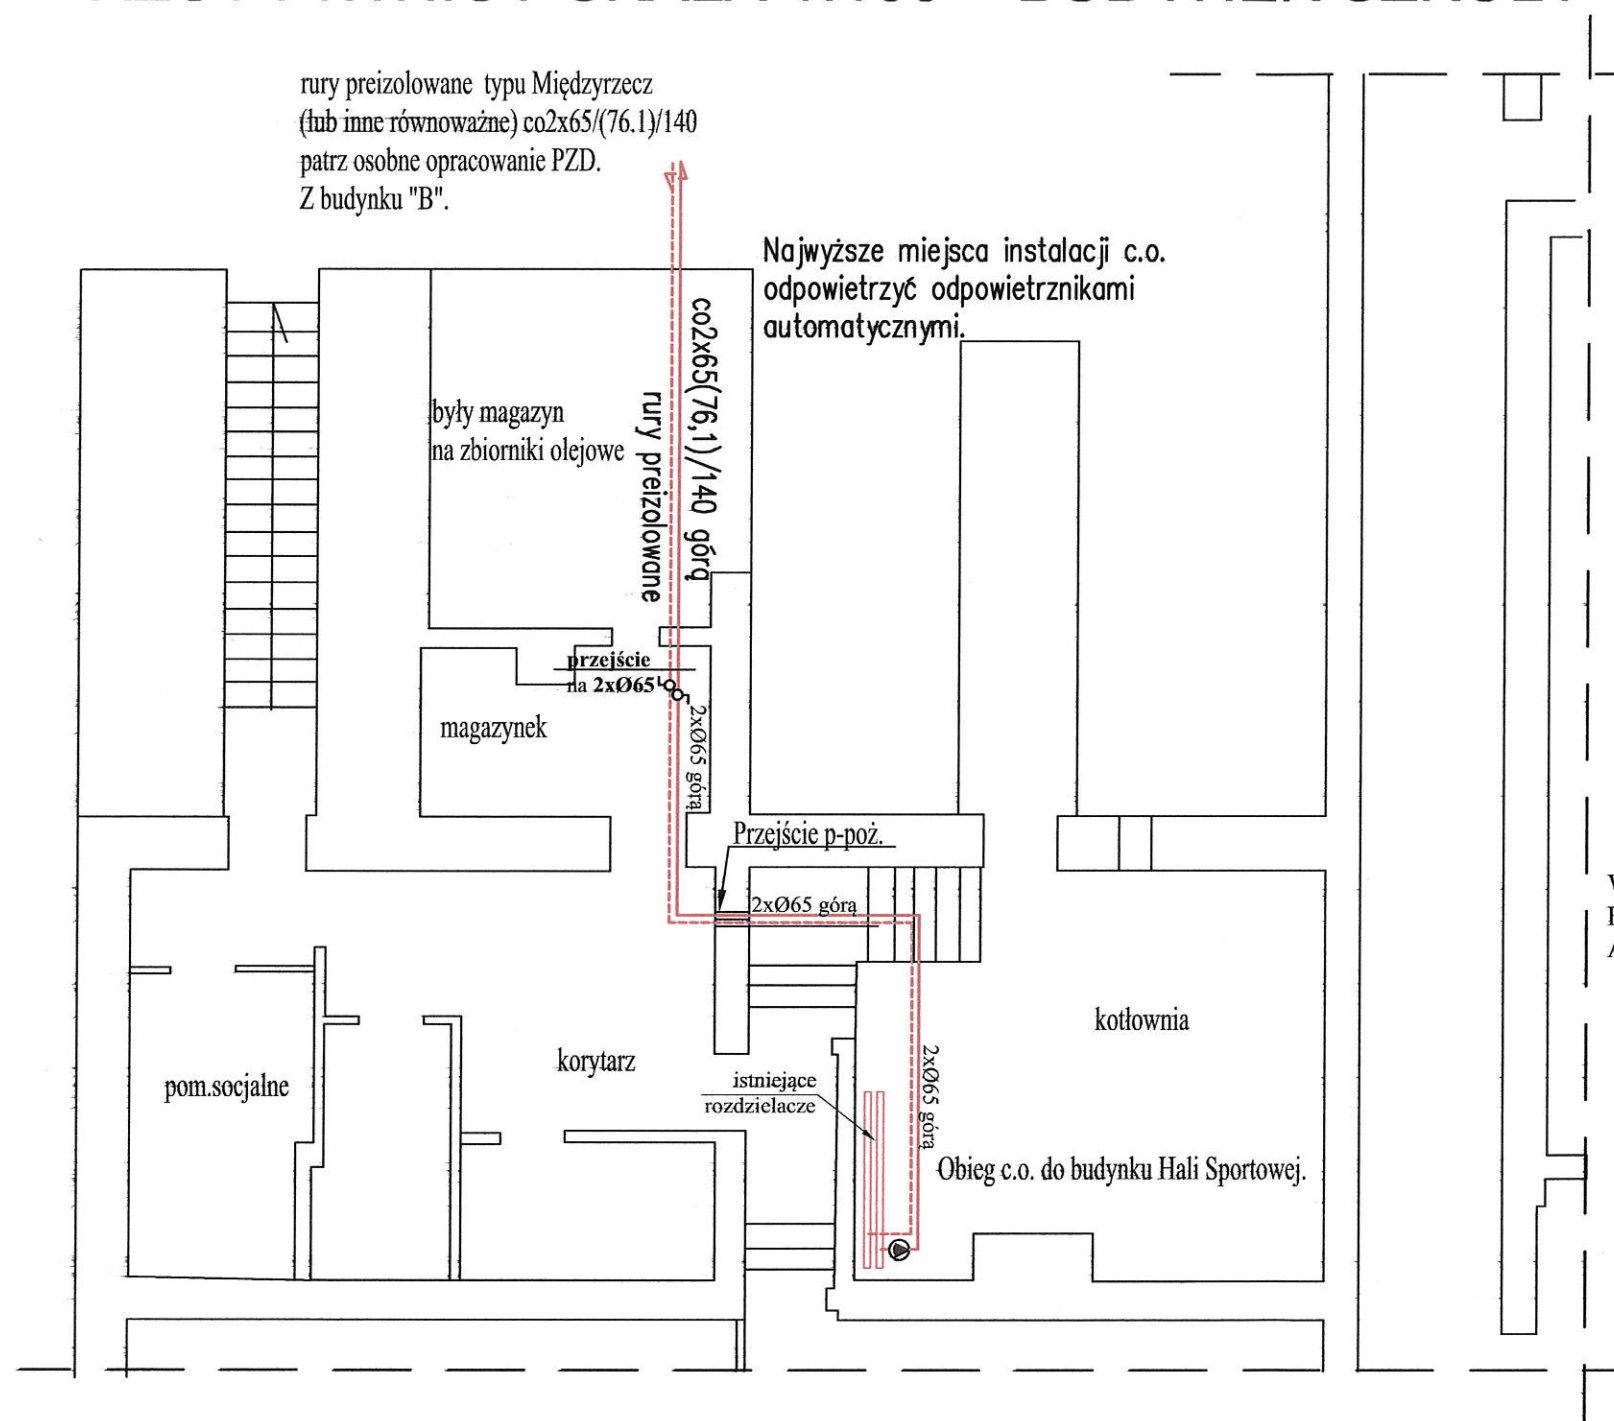 rury preizolowane typu Międzyrzecz
(lub inne równoważne) co2x65/(76.1)/140
patrz osobne opracowanie PZD.
Z budynku "B".
Najwyższe miejsca instalacji c.o.
odpowietrzyć odpowietrznikami
automatycznymi.
co2x65(76,1)/140 górą
rury preizolowane
były magazyn
na zbiorniki olejowe
przejście
na 2xØ65
2xØ65 górą
magazynek
Przejście p-poż.
2xØ65 górą
kotłownia
korytarz
pom.socjalne
istniejące
rozdzielacze
2xØ65 górą
Obieg c.o. do budynku Hali Sportowej.